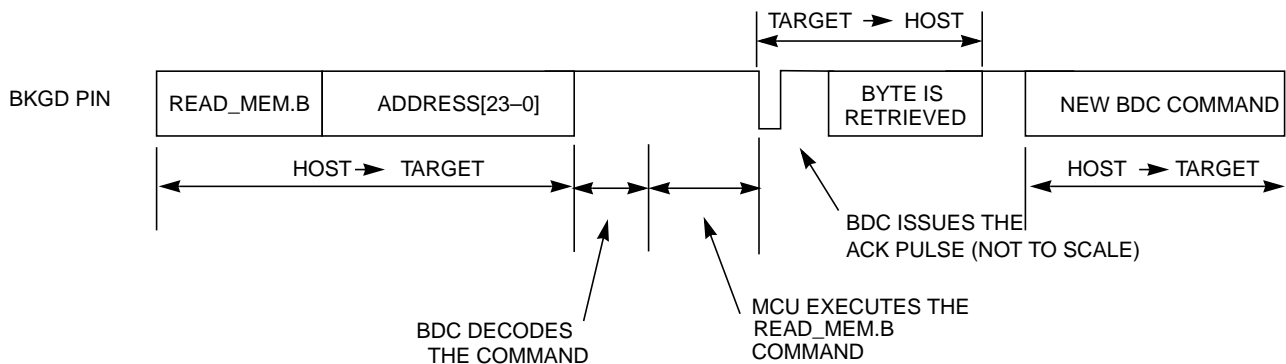 TARGET → HOST
BKGD PIN
READ_MEM.B
ADDRESS[23–0]
BYTE IS
RETRIEVED
NEW BDC COMMAND
HOST → TARGET
HOST → TARGET
BDC ISSUES THE
ACK PULSE (NOT TO SCALE)
BDC DECODES
THE COMMAND
MCU EXECUTES THE
READ_MEM.B
COMMAND